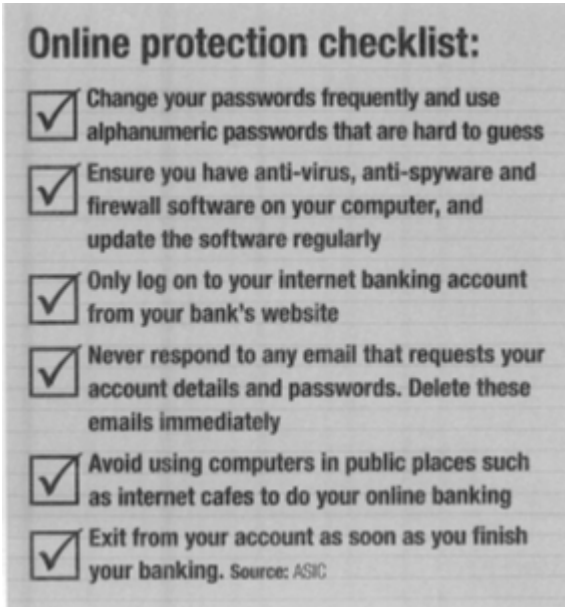 Online protection checklist:
Change your passwords frequently and use
alphanumeric passwords that are hard to guess
Ensure you have anti-virus, anti-spyware and
firewall software on your computer, and
update the software regularly
Only log on to your internet banking account
from your bank's website
Never respond to any email that requests your
account details and passwords. Delete these
emails immediately
Avoid using computers in public places such
as internet cafes to do your online banking
Exit from your account as soon as you finish
your banking. Source: ASIC